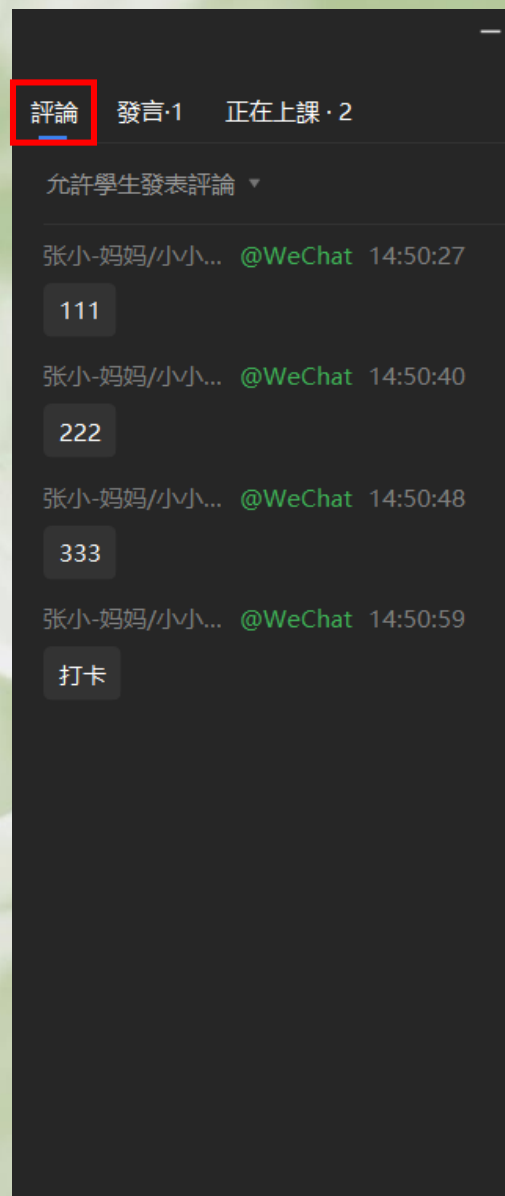 評論 發言·1 正在上課 · 2
允許學生發表評論
张小-妈妈/小小... @WeChat 14:50:27
111
张小-妈妈/小小... @WeChat 14:50:40
222
张小-妈妈/小小... @WeChat 14:50:48
333
张小-妈妈/小小... @WeChat 14:50:59
打卡